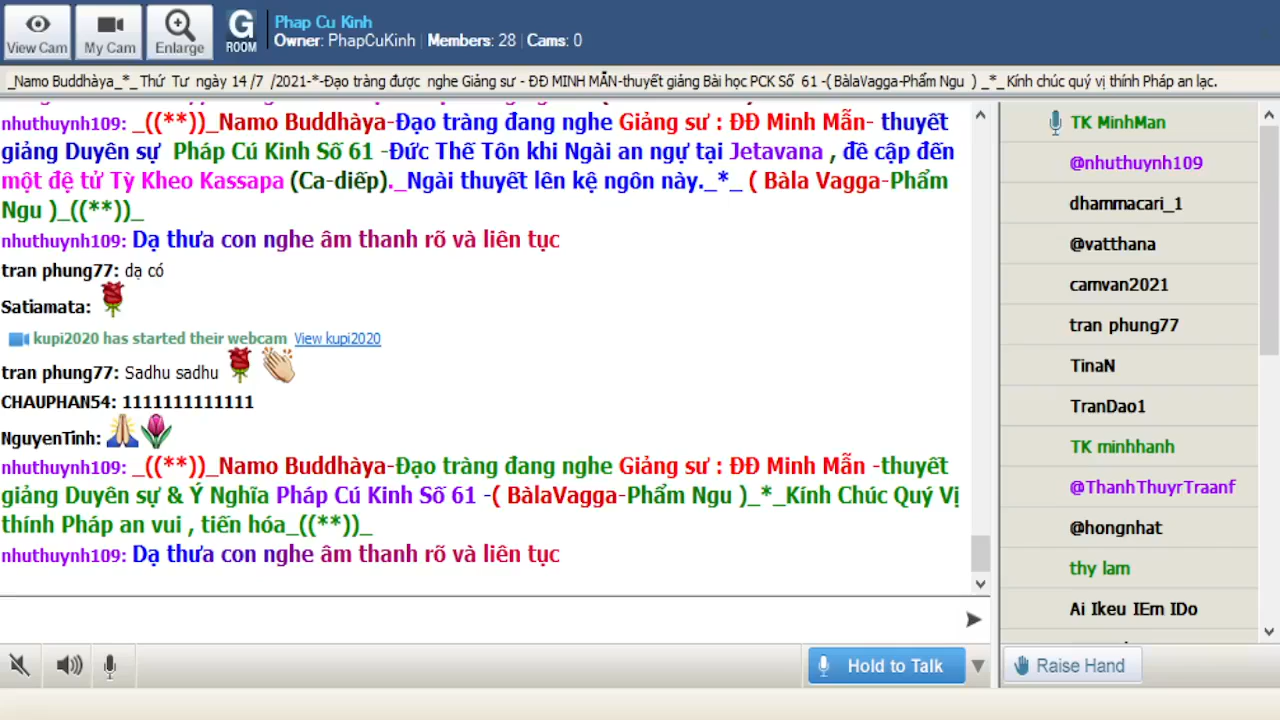 View Cam
My Cam
Enlarge
G
ROOM
Phap Cu Kinh
Owner: PhapCuKinh | Members: 28 | Cams: 0
_Namo Buddhàya_*_Thứ Tư ngày 14 /7 /2021-*-Đạo tràng được nghe Giảng sư - ĐĐ MINH MẪN-thuyết giảng Bài học PCK Số 61 -( BàlaVagga-Phẩm Ngu ) _*_Kính chúc quý vị thính Pháp an lạc.
nhuthuynh109: _((**))_Namo Buddhàya-Đạo tràng đang nghe Giảng sư : ĐĐ Minh Mẫn- thuyết
giảng Duyên sự Pháp Cú Kinh Số 61 -Đức Thế Tôn khi Ngài an ngự tại Jetavana , đề cập đến
một đệ tử Tỳ Kheo Kassapa (Ca-diếp)._Ngài thuyết lên kệ ngôn này._*_ ( Bàla Vagga-Phẩm
Ngu )_((**))_
nhuthuynh109: Dạ thưa con nghe âm thanh rõ và liên tục
tran phung77: dạ có
Satiamata:
kupi2020 has started their webcam View kupi2020
tran phung77: Sadhu sadhu
CHAUPHAN54: 1111111111111
NguyenTinh:
nhuthuynh109: _((**))_Namo Buddhàya-Đạo tràng đang nghe Giảng sư : ĐĐ Minh Mẫn -thuyết
giảng Duyên sự & Ý Nghĩa Pháp Cú Kinh Số 61 -( BàlaVagga-Phẩm Ngu )_*_Kính Chúc Quý Vị
thính Pháp an vui , tiến hóa_((**))_
nhuthuynh109: Dạ thưa con nghe âm thanh rõ và liên tục
Hold to Talk
TK MinhMan
@nhuthuynh109
dhammacari_1
@vatthana
camvan2021
tran phung77
TinaN
TranDao1
TK minhhanh
@ThanhThuyrTraanf
@hongnhat
thy lam
Ai Ikeu IEm IDo
Raise Hand